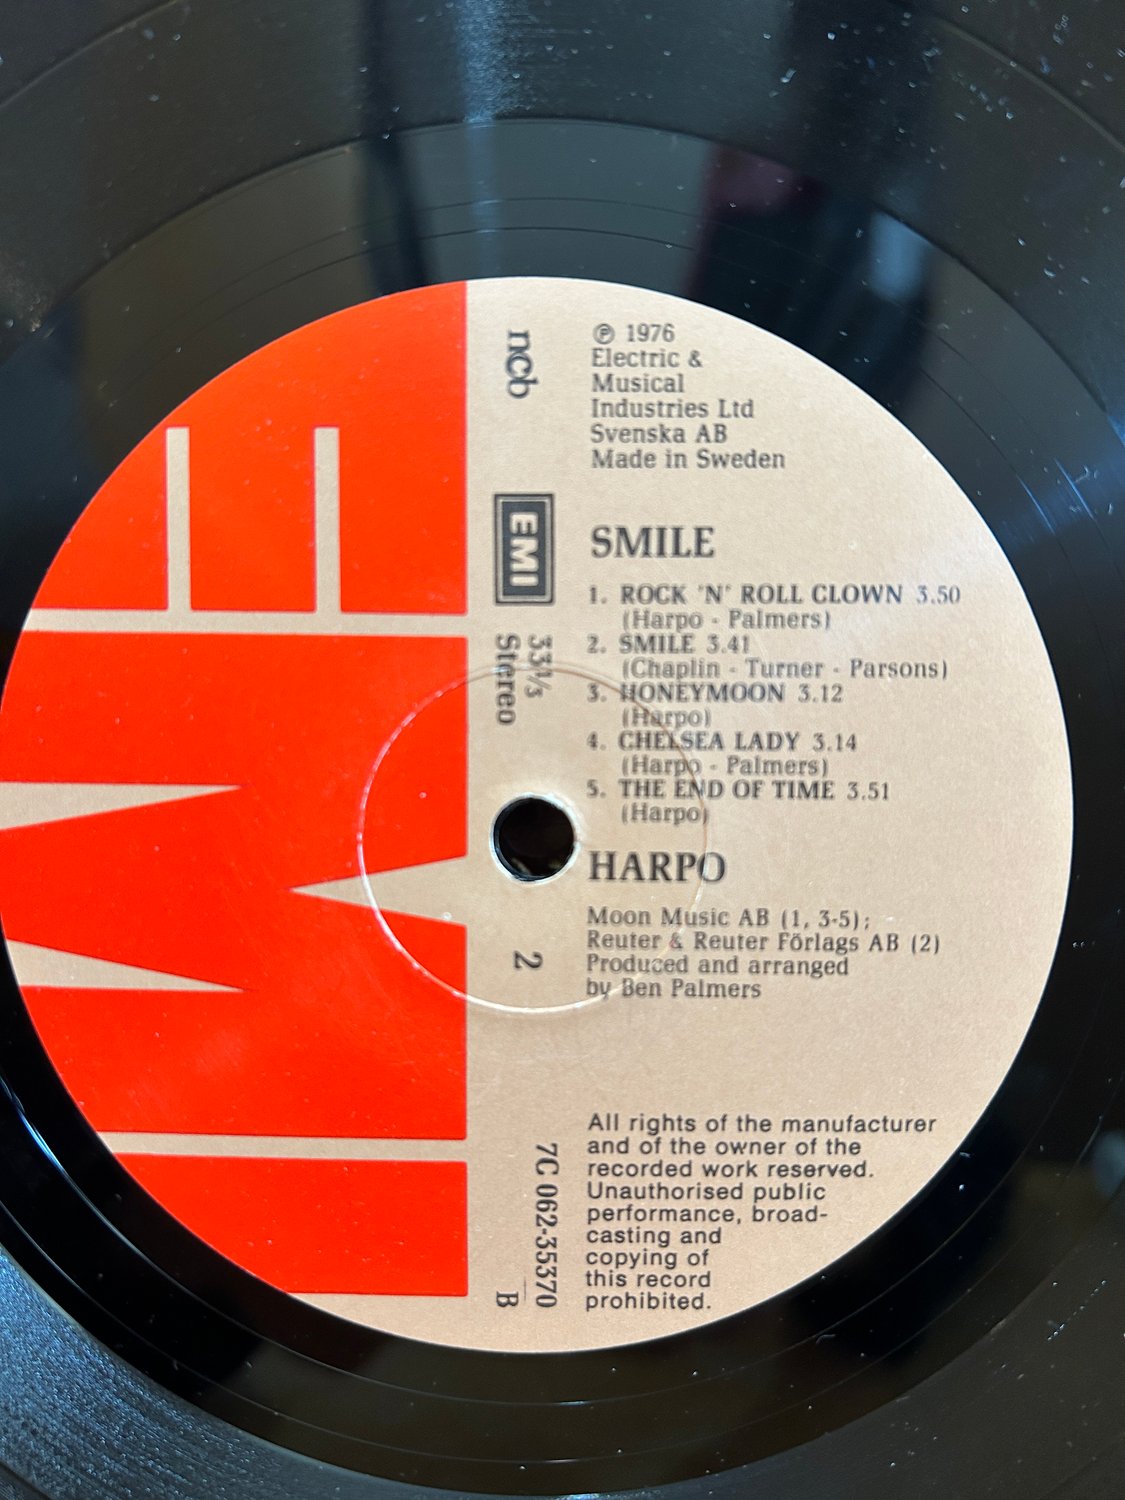 ncb
EMI
33⅓
Stereo
2
7C 062-35370
B
℗ 1976
Electric &
Musical
Industries Ltd
Svenska AB
Made in Sweden
SMILE
1. ROCK 'N' ROLL CLOWN 3.50
(Harpo - Palmers)
2. SMILE 3.41
(Chaplin - Turner - Parsons)
3. HONEYMOON 3.12
(Harpo)
4. CHELSEA LADY 3.14
(Harpo - Palmers)
5. THE END OF TIME 3.51
(Harpo)
HARPO
Moon Music AB (1, 3-5);
Reuter & Reuter Förlags AB (2)
Produced and arranged
by Ben Palmers
All rights of the manufacturer
and of the owner of the
recorded work reserved.
Unauthorised public
performance, broad-
casting and
copying of
this record
prohibited.
EMI